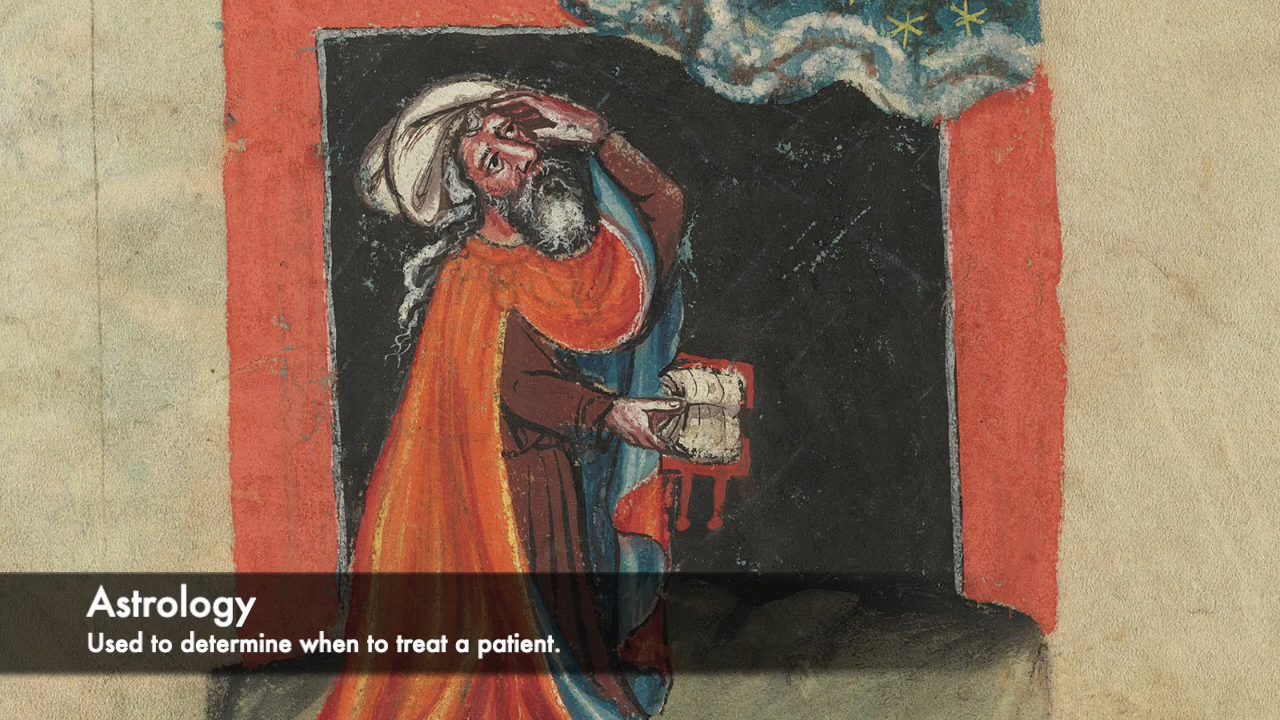 Astrology
Used to determine when to treat a patient.